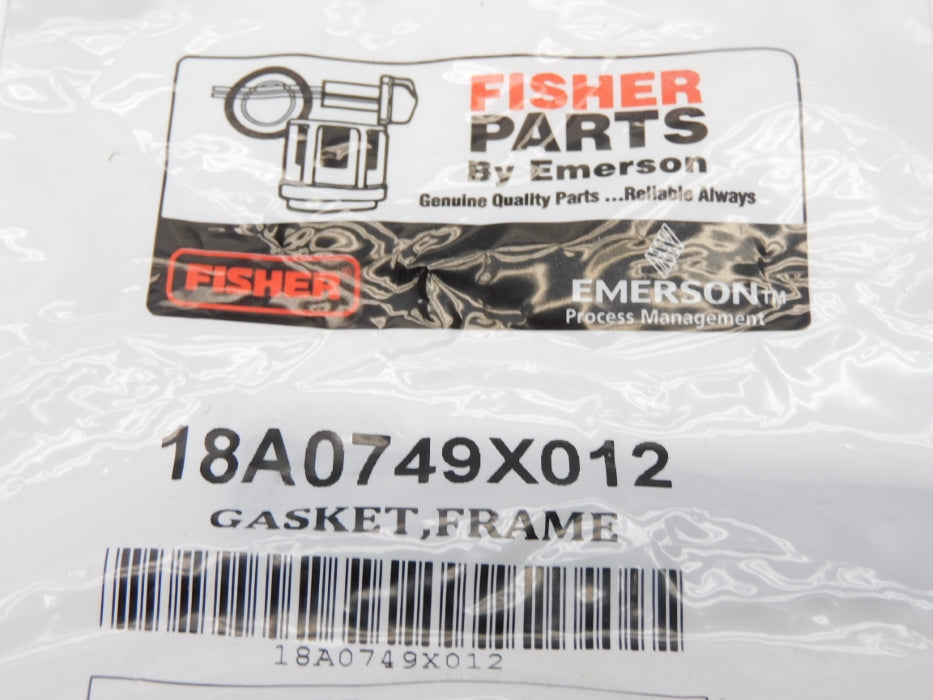 FISHER
PARTS
By Emerson
Genuine Quality Parts ...Reliable Always
FISHER
EMERSON™
Process Management
18A0749X012
GASKET,FRAME
18A0749X012